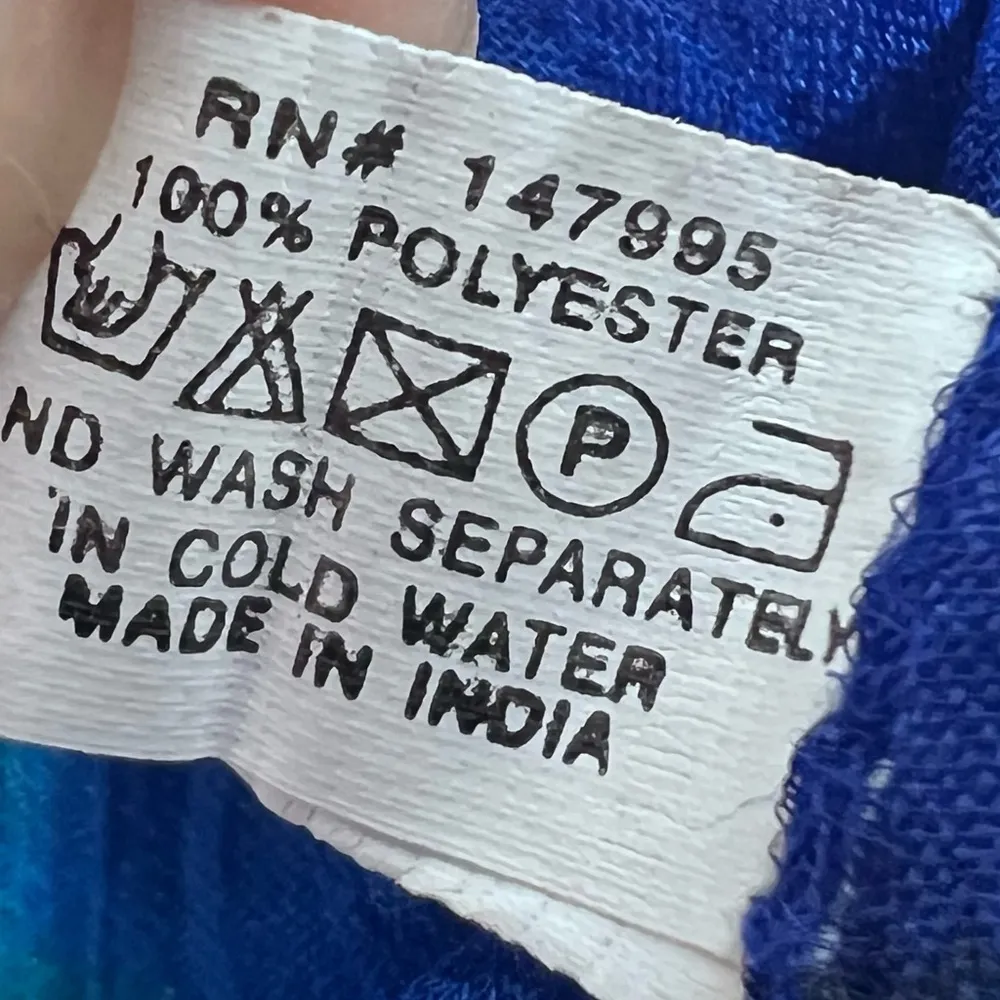 RN# 147995
100% POLYESTER
P
ND WASH SEPARATELY
IN COLD WATER
MADE IN INDIA